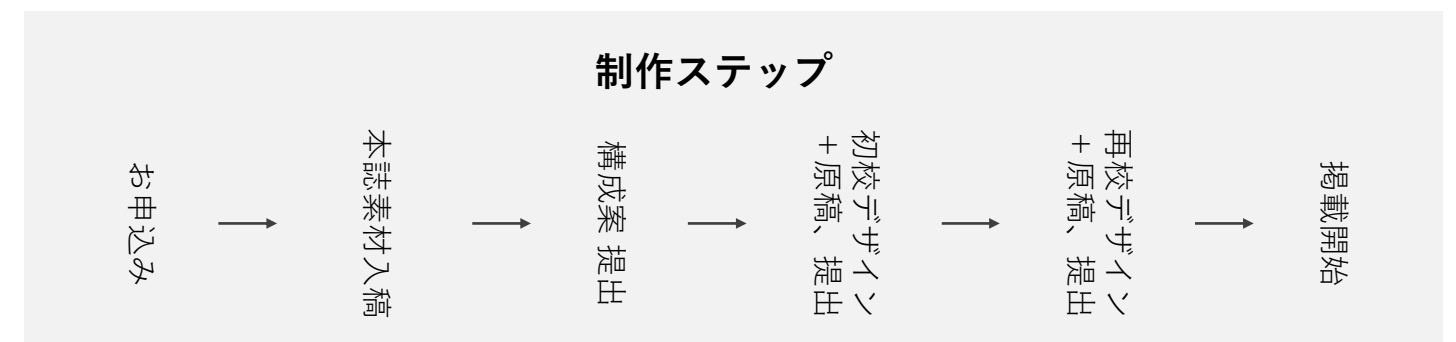 制作ステップ
お申込み
本誌素材入稿
構成案 提出
初校デザイン
＋原稿、提出
再校デザイン
＋原稿、提出
掲載開始